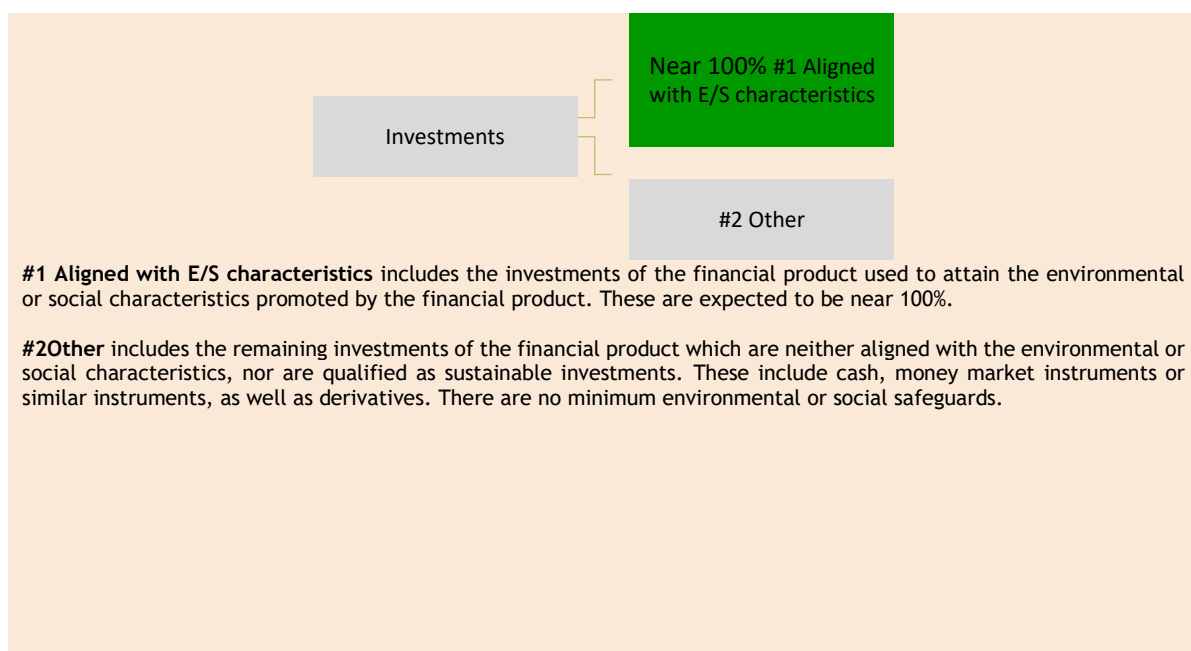 Near 100% #1 Aligned
with E/S characteristics
Investments
#2 Other
#1 Aligned with E/S characteristics includes the investments of the financial product used to attain the environmental
or social characteristics promoted by the financial product. These are expected to be near 100%.
#2Other includes the remaining investments of the financial product which are neither aligned with the environmental or
social characteristics, nor are qualified as sustainable investments. These include cash, money market instruments or
similar instruments, as well as derivatives. There are no minimum environmental or social safeguards.